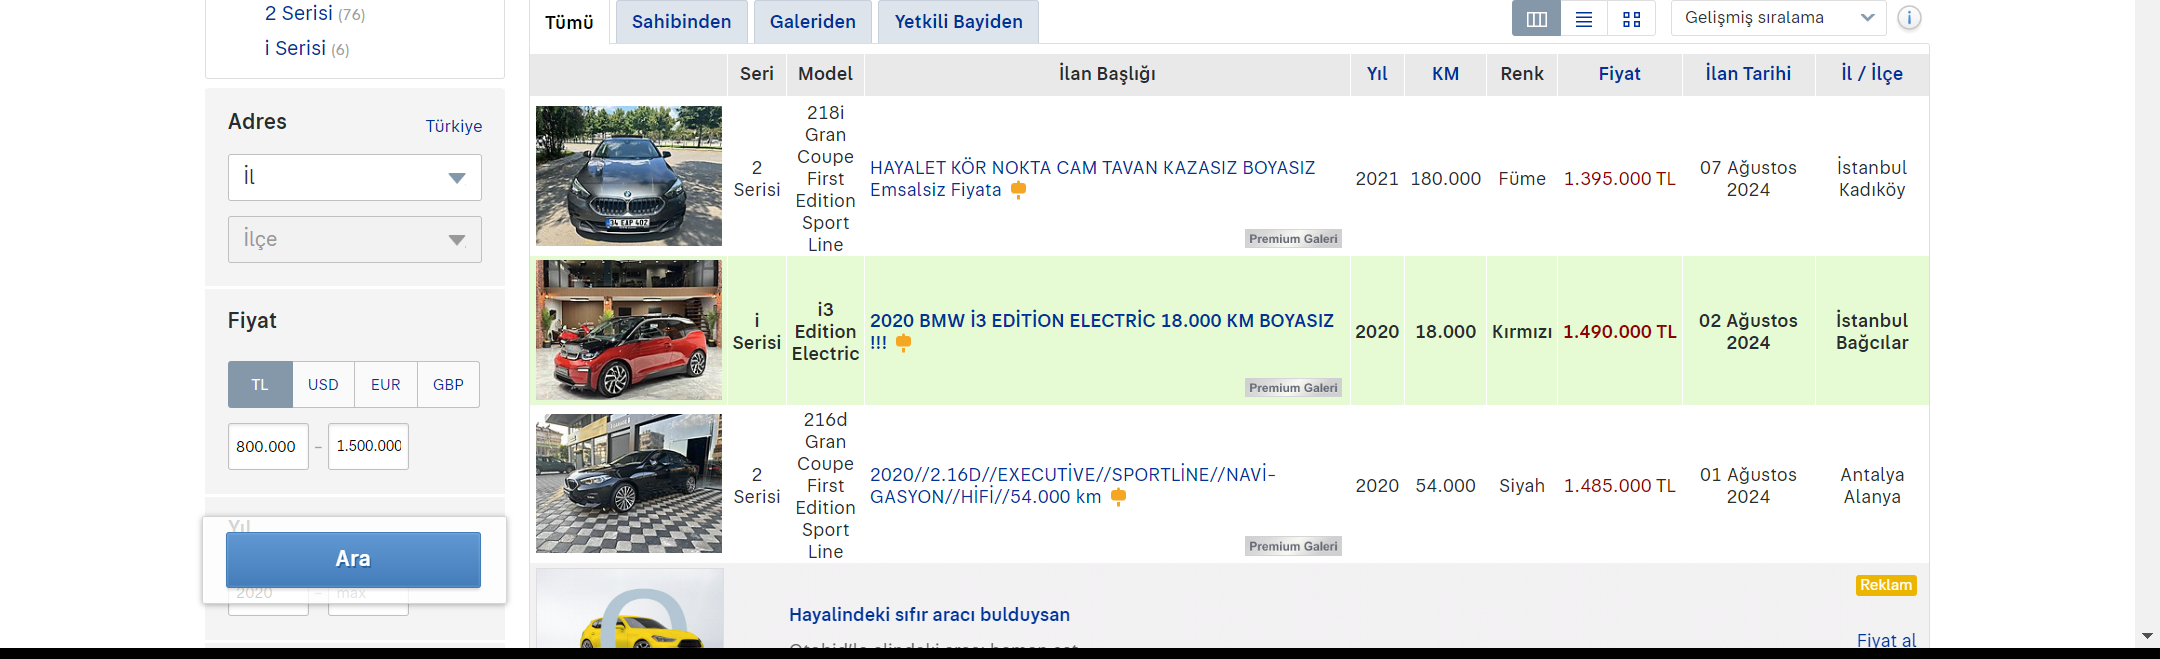 2 Serisi (76)
i Serisi (6)
Adres
Türkiye
İl
İlçe
Fiyat
TL USD EUR GBP
800.000 - 1.500.000
Yıl
Ara
2020 - max
Tümü Sahibinden Galeriden Yetkili Bayiden
Gelişmiş sıralama
Seri Model İlan Başlığı Yıl KM Renk Fiyat İlan Tarihi İl / İlçe
34 EAP 402
2
Serisi
218i
Gran
Coupe
First
Edition
Sport
Line
HAYALET KÖR NOKTA CAM TAVAN KAZASIZ BOYASIZ
Emsalsiz Fiyata
Premium Galeri
2021
180.000
Füme
1.395.000 TL
07 Ağustos
2024
İstanbul
Kadıköy
i
Serisi
i3
Edition
Electric
2020 BMW İ3 EDİTİON ELECTRİC 18.000 KM BOYASIZ
!!!
Premium Galeri
2020
18.000
Kırmızı
1.490.000 TL
02 Ağustos
2024
İstanbul
Bağcılar
2
Serisi
216d
Gran
Coupe
First
Edition
Sport
Line
2020//2.16D//EXECUTİVE//SPORTLİNE//NAVİ-
GASYON//HİFİ//54.000 km
Premium Galeri
2020
54.000
Siyah
1.485.000 TL
01 Ağustos
2024
Antalya
Alanya
Reklam
Hayalindeki sıfır aracı bulduysan
Fiyat al